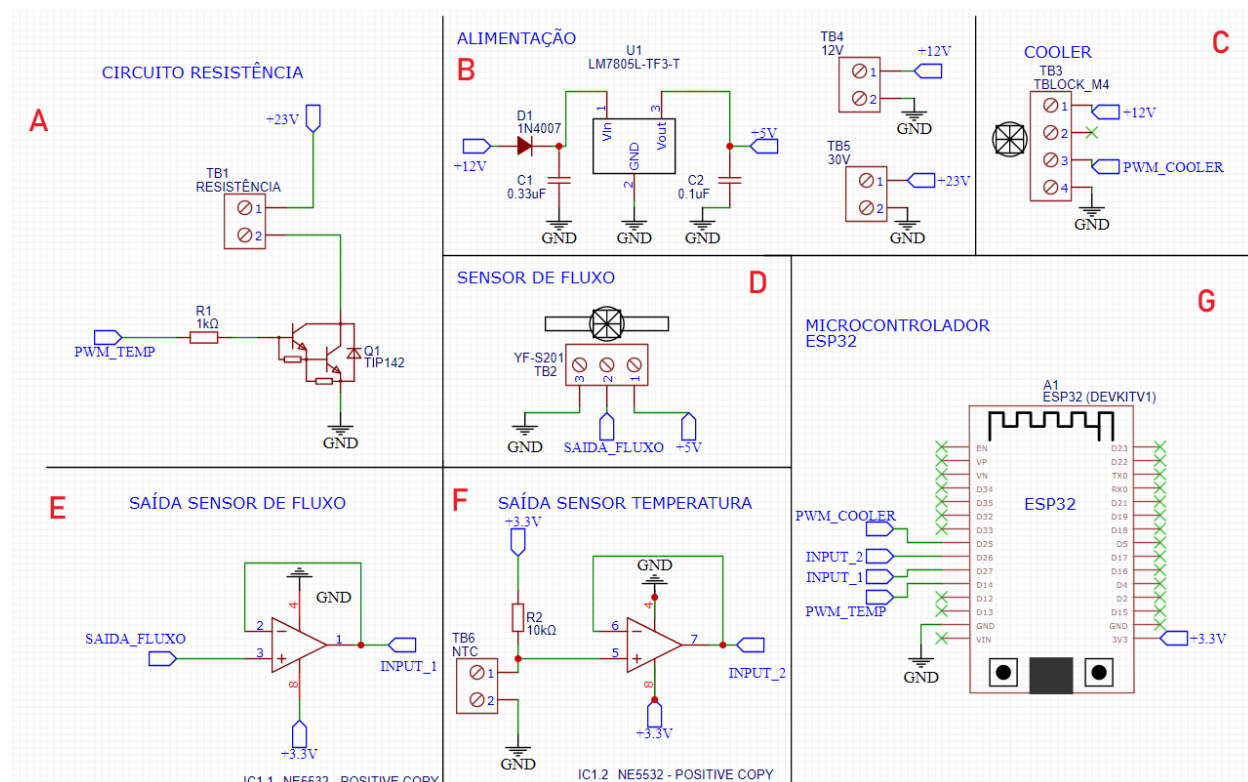 A
CIRCUITO RESISTÊNCIA
+23V
TB1
RESISTÊNCIA
1
2
R1
1kΩ
PWM_TEMP
Q1
TIP142
GND
ALIMENTAÇÃO
B
U1
LM7805L-TF3-T
D1
1N4007
+12V
1
3
VIn
Vout
GND
2
C1
0.33uF
C2
0.1uF
+5V
GND
GND
GND
TB4
12V
1
2
+12V
GND
TB5
30V
1
2
+23V
GND
C
COOLER
TB3
TBLOCK_M4
1
2
3
4
+12V
PWM_COOLER
GND
SENSOR DE FLUXO
D
YF-S201
TB2
3
2
1
GND
SAIDA_FLUXO
+5V
E
SAÍDA SENSOR DE FLUXO
GND
4
2
3
1
8
SAIDA_FLUXO
INPUT_1
+3.3V
IC1.1 NE5532 - POSITIVE COPY
F
SAÍDA SENSOR TEMPERATURA
+3.3V
R2
10kΩ
TB6
NTC
1
2
GND
GND
4
6
5
7
8
INPUT_2
+3.3V
IC1.2 NE5532 - POSITIVE COPY
G
MICROCONTROLADOR
ESP32
A1
ESP32 (DEVKITV1)
ESP32
EN
VP
VN
D34
D35
D32
D33
D25
D26
D27
D14
D12
D13
GND
VIN
D23
D22
TX0
RX0
D21
D19
D18
D5
D17
D16
D4
D2
D15
GND
3V3
PWM_COOLER
INPUT_2
INPUT_1
PWM_TEMP
GND
+3.3V